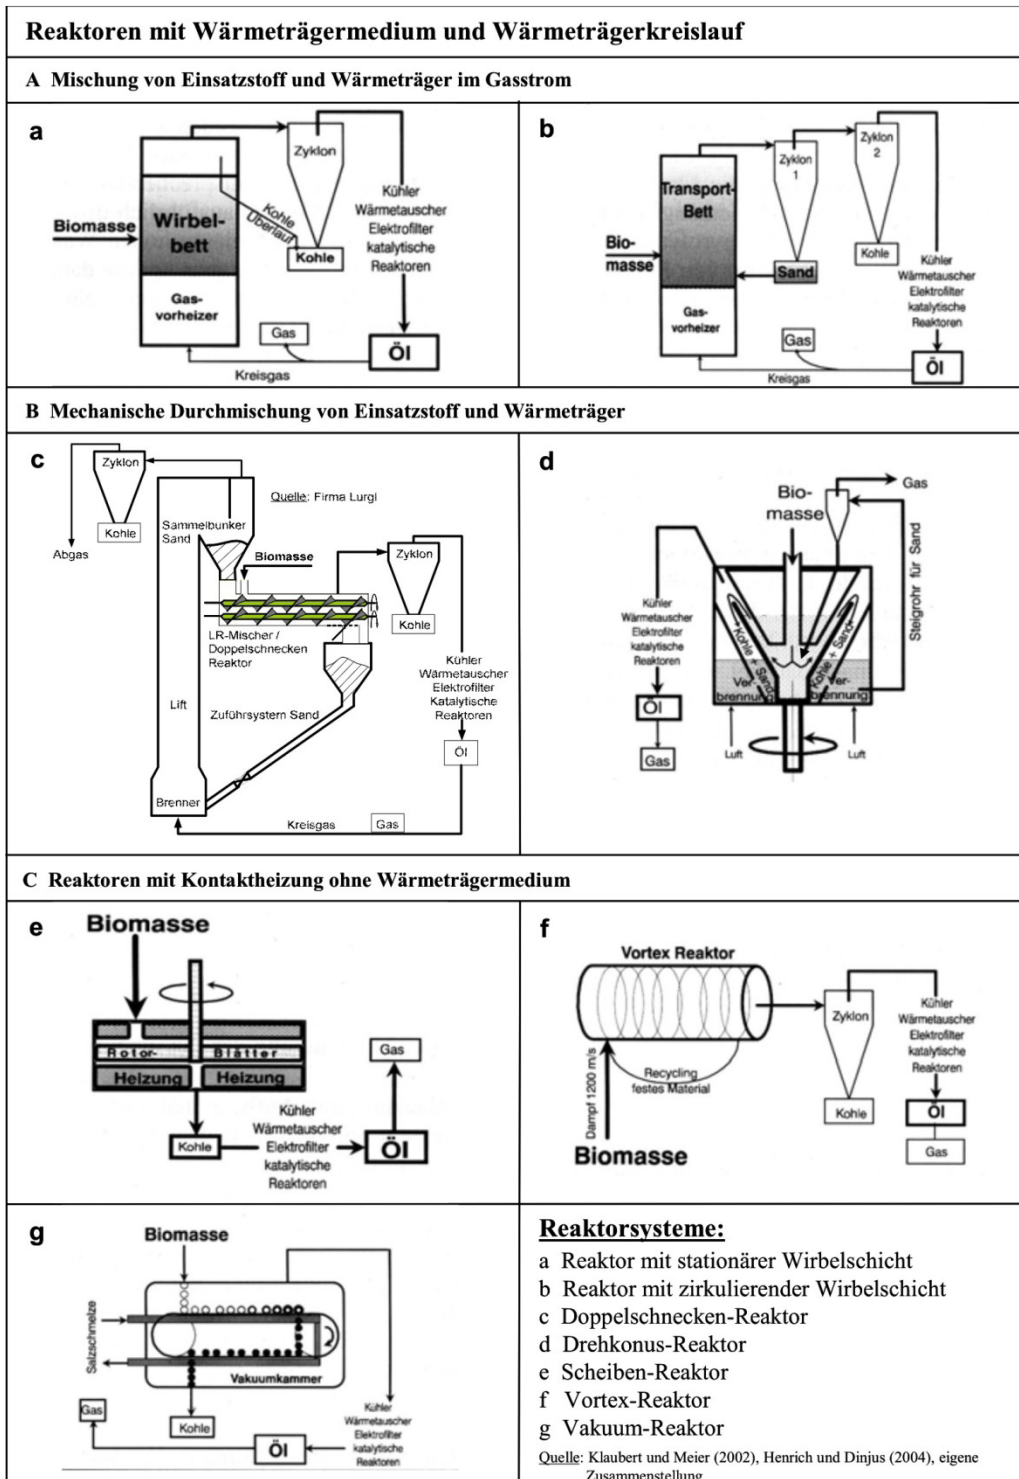 Reaktoren mit Wärmeträgermedium und Wärmeträgerkreislauf
A Mischung von Einsatzstoff und Wärmeträger im Gasstrom
a
Zyklon
Biomasse
Wirbel-
bett
Kohle
Überlauf
Kohle
Gas-
vorheizer
Kühler
Wärmetauscher
Elektrofilter
katalytische
Reaktoren
Gas
Öl
Kreisgas
b
Zyklon
1
Zyklon
2
Transport-
Bett
Bio-
masse
Sand
Kohle
Gas-
vorheizer
Kühler
Wärmetauscher
Elektrofilter
katalytische
Reaktoren
Gas
Öl
Kreisgas
B Mechanische Durchmischung von Einsatzstoff und Wärmeträger
c
Zyklon
Kohle
Abgas
Quelle: Firma Lurgi
Sammelbunker
Sand
Biomasse
Zyklon
Kohle
LR-Mischer /
Doppelschnecken
Reaktor
Lift
Zuführsystern Sand
Kühler
Wärmetauscher
Elektrofilter
Katalytische
Reaktoren
Öl
Brenner
Kreisgas
Gas
d
Gas
Bio-
masse
Steigrohr für Sand
Kühler
Wärmetauscher
Elektrofilter
katalytische
Reaktoren
Kohle + Sand
Kohle + Sand
Ver-
brennung
Ver-
brennung
Öl
Gas
Luft
Luft
C Reaktoren mit Kontaktheizung ohne Wärmeträgermedium
e
Biomasse
Rotor-
Blätter
Heizung
Heizung
Kohle
Kühler
Wärmetauscher
Elektrofilter
katalytische
Reaktoren
Gas
Öl
f
Vortex Reaktor
Zyklon
Recycling
festes Material
Dampf 1200 m/s
Biomasse
Kohle
Kühler
Wärmetauscher
Elektrofilter
katalytische
Reaktoren
Öl
Gas
g
Biomasse
Salzschmelze
Vakuumkammer
Gas
Kohle
Öl
Kühler
Wärmetauscher
Elektrofilter
katalytische
Reaktoren
Reaktorsysteme:
a Reaktor mit stationärer Wirbelschicht
b Reaktor mit zirkulierender Wirbelschicht
c Doppelschnecken-Reaktor
d Drehkonus-Reaktor
e Scheiben-Reaktor
f Vortex-Reaktor
g Vakuum-Reaktor
Quelle: Klaubert und Meier (2002), Henrich und Dinjus (2004), eigene
Zusammenstellung